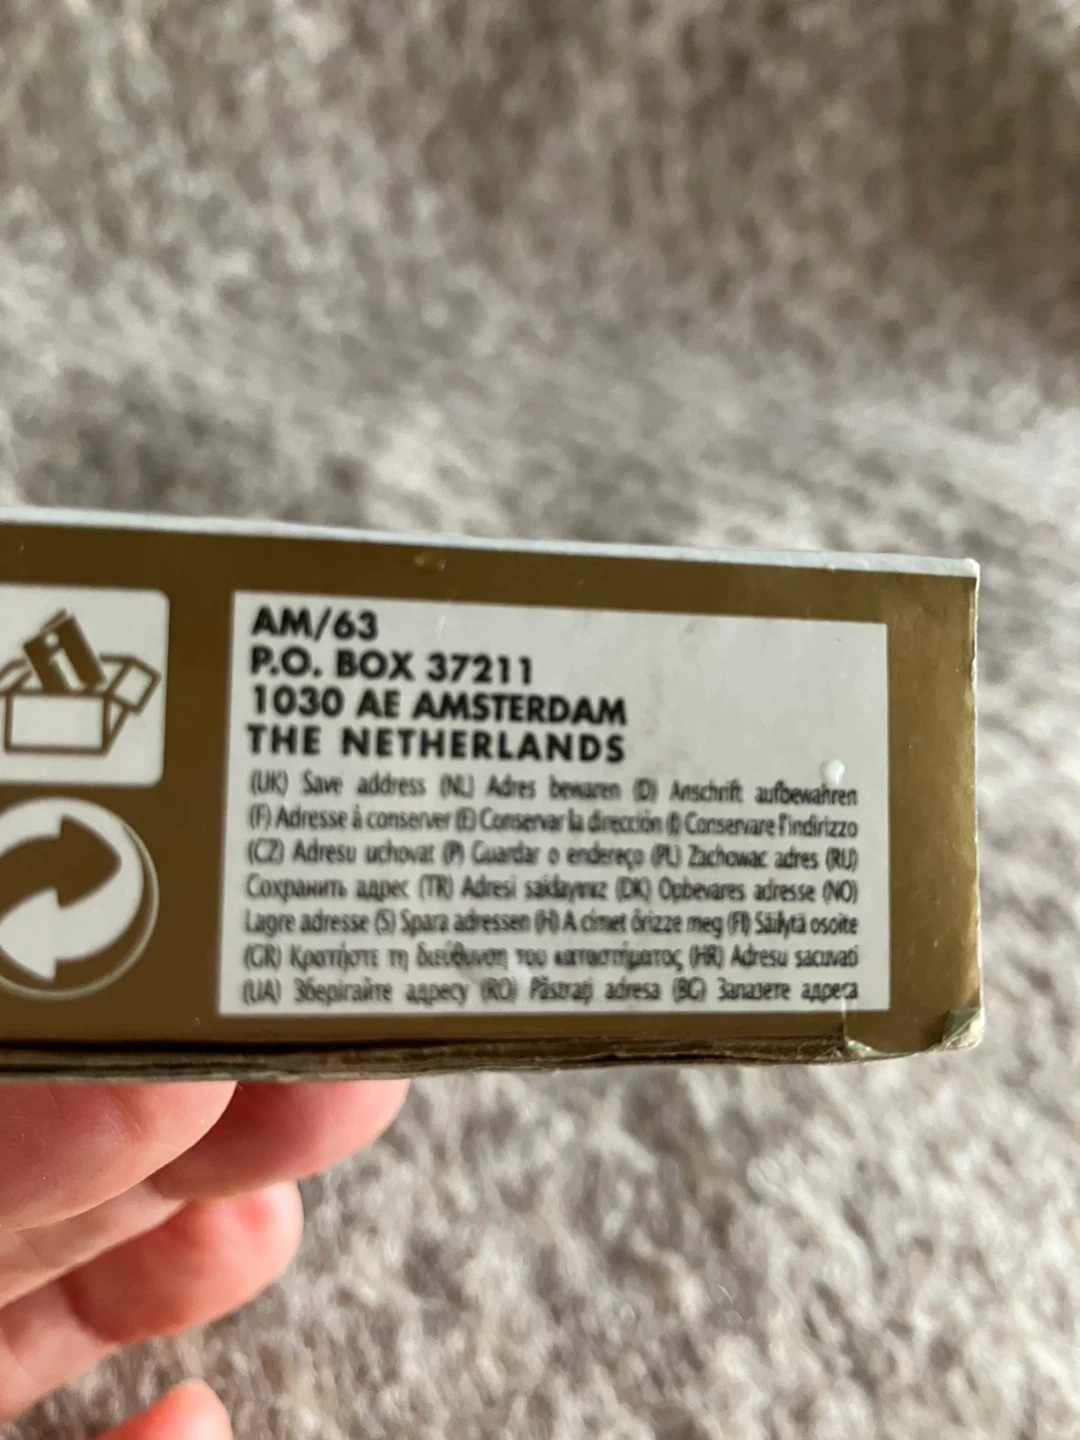 AM/63
P.O. BOX 37211
1030 AE AMSTERDAM
THE NETHERLANDS
(UK) Save address (NL) Adres bewaren (D) Anschrift aufbewahren
(F) Adresse à conserver (E) Conservar la dirección (I) Conservare l'indirizzo
(CZ) Adresu uchovat (P) Guardar o endereço (PL) Zachowac adres (RU)
Сохранить адрес (TR) Adresi saklayınız (DK) Opbevares adresse (NO)
Lagre adresse (S) Spara adressen (H) A címet őrizze meg (FI) Säilytä osoite
(GR) Κρατήστε τη διεύθυνση του καταστήματος (HR) Adresu sacuvati
(UA) Зберігайте адресу (RO) Păstraţi adresa (BG) Запазете адреса